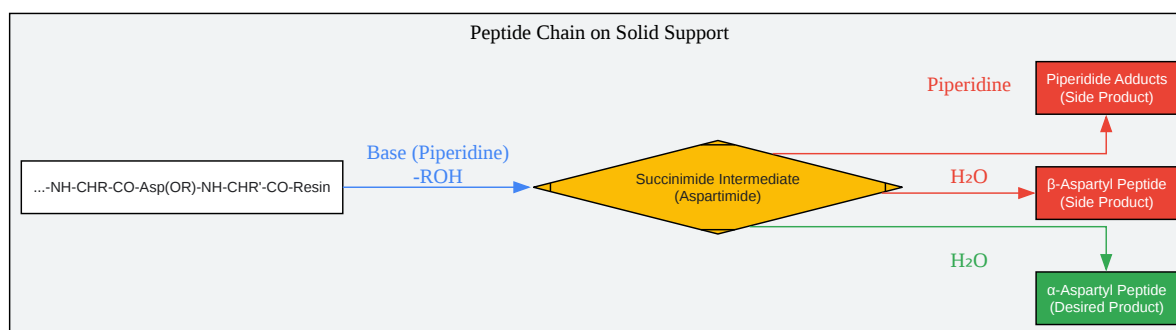 Peptide Chain on Solid Support
...-NH-CHR-CO-Asp(OR)-NH-CHR'-CO-Resin
Base (Piperidine)
-ROH
Succinimide Intermediate
(Aspartimide)
Piperidine
Piperidide Adducts
(Side Product)
H₂O
β-Aspartyl Peptide
(Side Product)
H₂O
α-Aspartyl Peptide
(Desired Product)